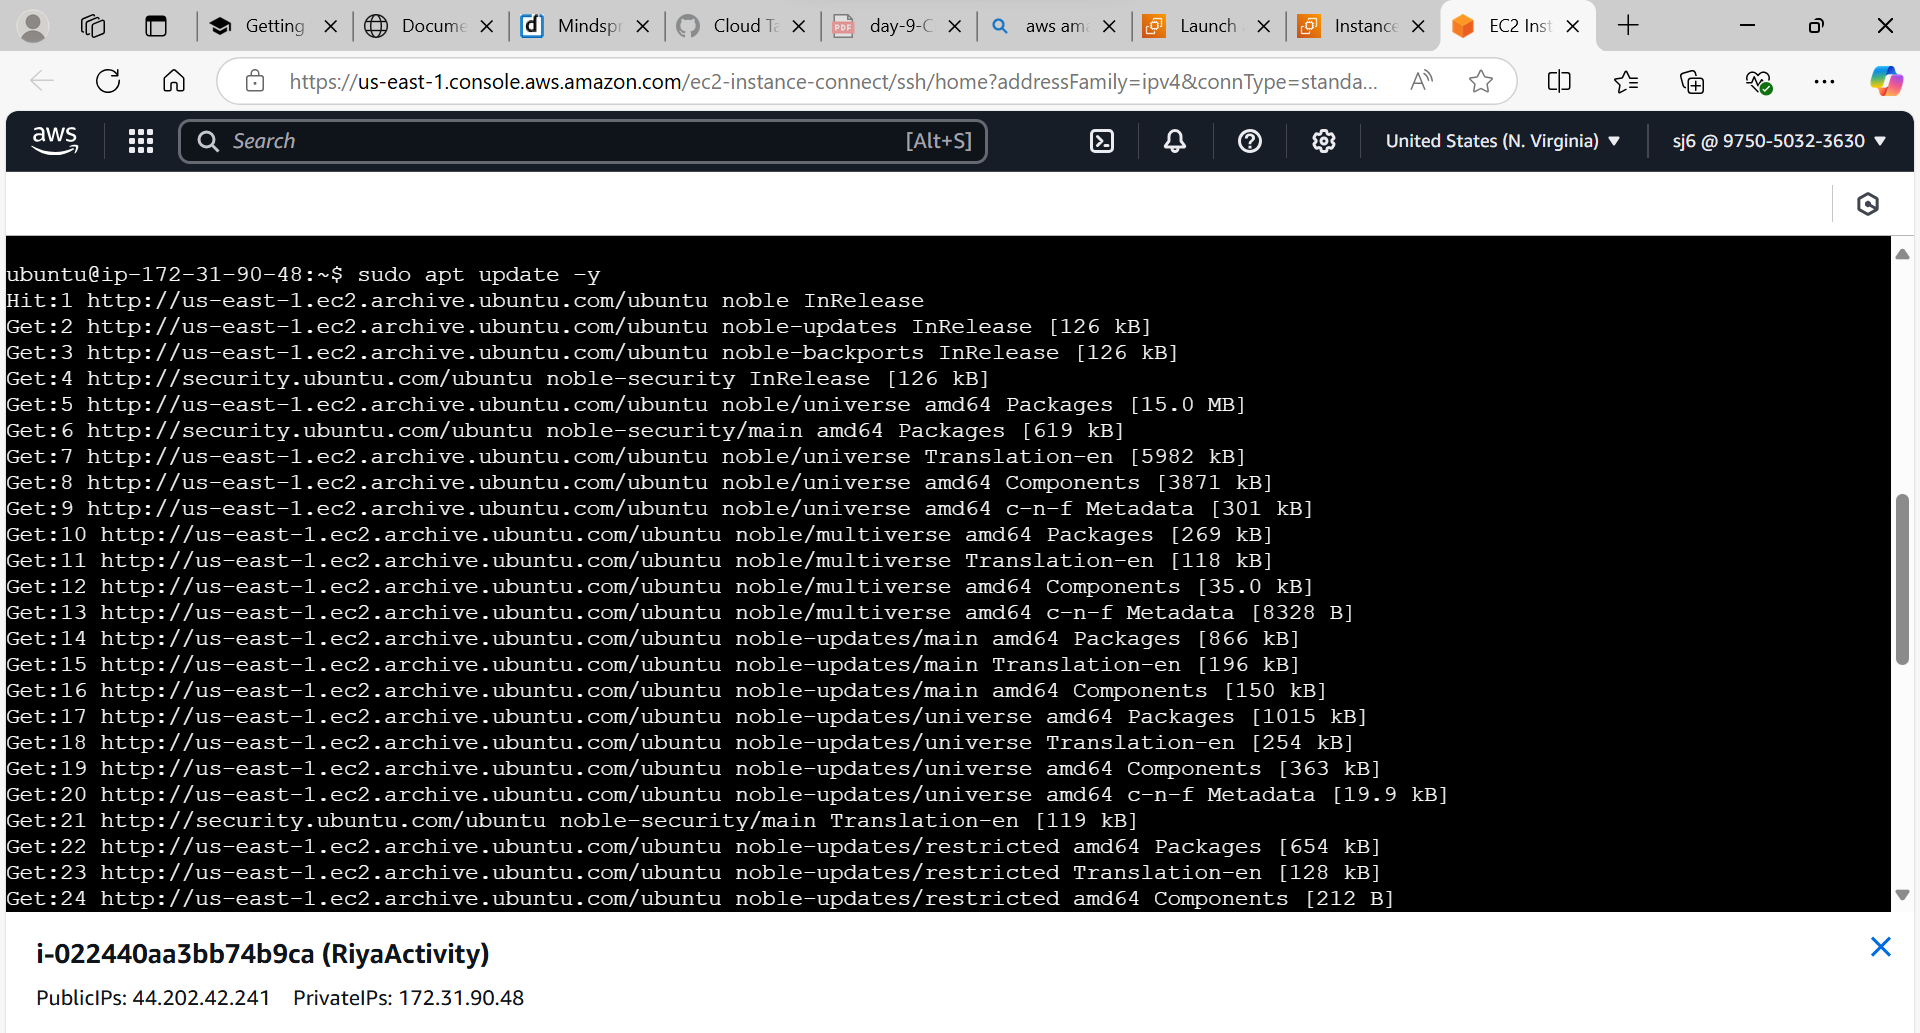 Getting
Docume
Mindspr
Cloud Ta
day-9-C
aws ama
Launch
Instance
EC2 Inst
https://us-east-1.console.aws.amazon.com/ec2-instance-connect/ssh/home?addressFamily=ipv4&connType=standa...
aws
Search
[Alt+S]
United States (N. Virginia)
sj6 @ 9750-5032-3630
ubuntu@ip-172-31-90-48:~$ sudo apt update -y
Hit:1 http://us-east-1.ec2.archive.ubuntu.com/ubuntu noble InRelease
Get:2 http://us-east-1.ec2.archive.ubuntu.com/ubuntu noble-updates InRelease [126 kB]
Get:3 http://us-east-1.ec2.archive.ubuntu.com/ubuntu noble-backports InRelease [126 kB]
Get:4 http://security.ubuntu.com/ubuntu noble-security InRelease [126 kB]
Get:5 http://us-east-1.ec2.archive.ubuntu.com/ubuntu noble/universe amd64 Packages [15.0 MB]
Get:6 http://security.ubuntu.com/ubuntu noble-security/main amd64 Packages [619 kB]
Get:7 http://us-east-1.ec2.archive.ubuntu.com/ubuntu noble/universe Translation-en [5982 kB]
Get:8 http://us-east-1.ec2.archive.ubuntu.com/ubuntu noble/universe amd64 Components [3871 kB]
Get:9 http://us-east-1.ec2.archive.ubuntu.com/ubuntu noble/universe amd64 c-n-f Metadata [301 kB]
Get:10 http://us-east-1.ec2.archive.ubuntu.com/ubuntu noble/multiverse amd64 Packages [269 kB]
Get:11 http://us-east-1.ec2.archive.ubuntu.com/ubuntu noble/multiverse Translation-en [118 kB]
Get:12 http://us-east-1.ec2.archive.ubuntu.com/ubuntu noble/multiverse amd64 Components [35.0 kB]
Get:13 http://us-east-1.ec2.archive.ubuntu.com/ubuntu noble/multiverse amd64 c-n-f Metadata [8328 B]
Get:14 http://us-east-1.ec2.archive.ubuntu.com/ubuntu noble-updates/main amd64 Packages [866 kB]
Get:15 http://us-east-1.ec2.archive.ubuntu.com/ubuntu noble-updates/main Translation-en [196 kB]
Get:16 http://us-east-1.ec2.archive.ubuntu.com/ubuntu noble-updates/main amd64 Components [150 kB]
Get:17 http://us-east-1.ec2.archive.ubuntu.com/ubuntu noble-updates/universe amd64 Packages [1015 kB]
Get:18 http://us-east-1.ec2.archive.ubuntu.com/ubuntu noble-updates/universe Translation-en [254 kB]
Get:19 http://us-east-1.ec2.archive.ubuntu.com/ubuntu noble-updates/universe amd64 Components [363 kB]
Get:20 http://us-east-1.ec2.archive.ubuntu.com/ubuntu noble-updates/universe amd64 c-n-f Metadata [19.9 kB]
Get:21 http://security.ubuntu.com/ubuntu noble-security/main Translation-en [119 kB]
Get:22 http://us-east-1.ec2.archive.ubuntu.com/ubuntu noble-updates/restricted amd64 Packages [654 kB]
Get:23 http://us-east-1.ec2.archive.ubuntu.com/ubuntu noble-updates/restricted Translation-en [128 kB]
Get:24 http://us-east-1.ec2.archive.ubuntu.com/ubuntu noble-updates/restricted amd64 Components [212 B]
i-022440aa3bb74b9ca (RiyaActivity)
PublicIPs: 44.202.42.241 PrivateIPs: 172.31.90.48